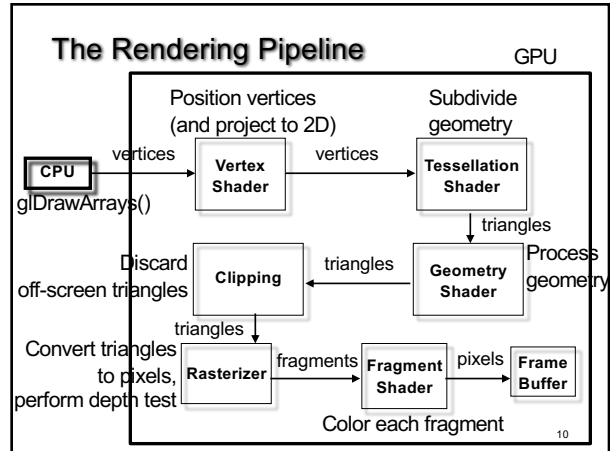 The Rendering Pipeline
GPU
Position vertices
(and project to 2D)
Subdivide
geometry
CPU
vertices
Vertex
Shader
vertices
Tessellation
Shader
glDrawArrays()
triangles
Discard
off-screen triangles
Clipping
triangles
Geometry
Shader
Process
geometry
triangles
Convert triangles
to pixels,
perform depth test
Rasterizer
fragments
Fragment
Shader
pixels
Frame
Buffer
Color each fragment
10